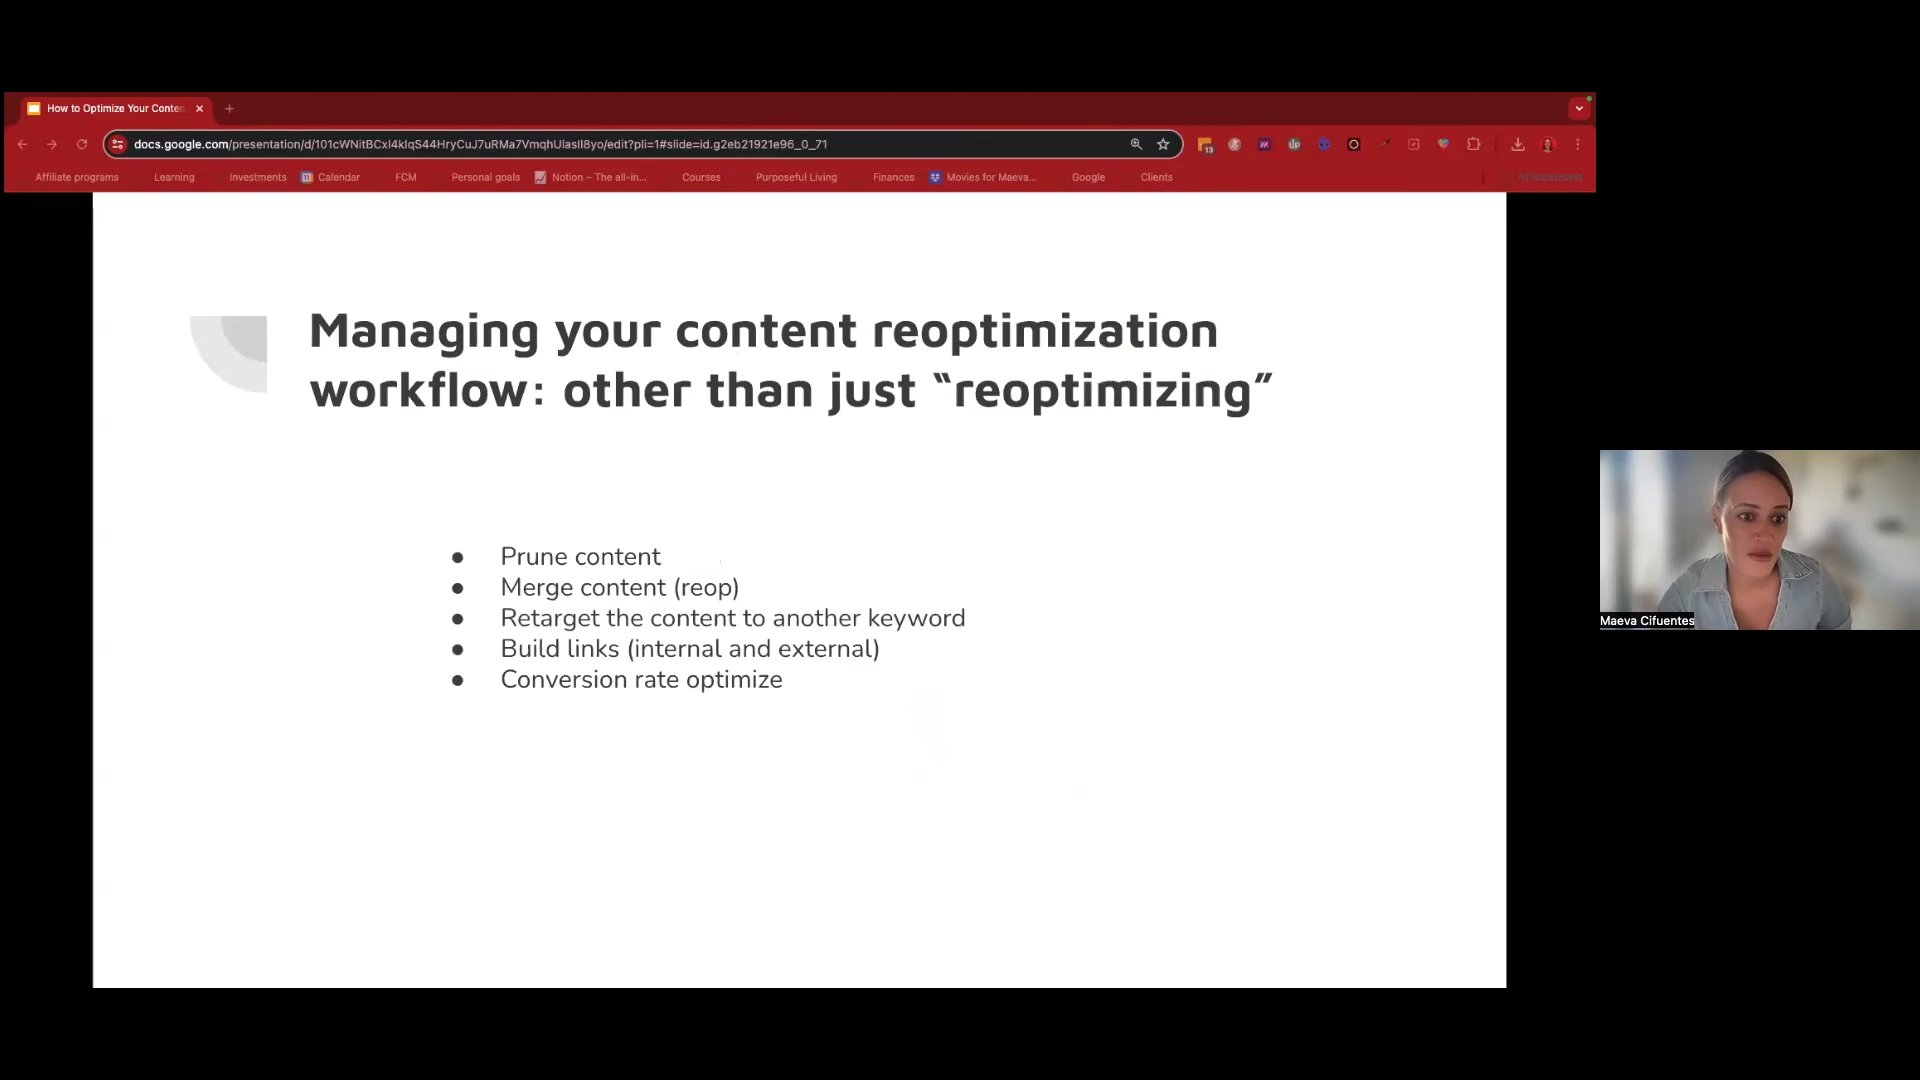 How to Optimize Your Conten
docs.google.com/presentation/d/101cWNitBCxI4kIqS44HryCuJ7uRMa7VmqhUIasII8yo/edit?pli=1#slide=id.g2eb21921e96_0_71
13
Affiliate programs Learning Investments Calendar FCM Personal goals Notion – The all-in... Courses Purposeful Living Finances Movies for Maeva... Google Clients
Managing your content reoptimization
workflow: other than just “reoptimizing”
● Prune content
● Merge content (reop)
● Retarget the content to another keyword
● Build links (internal and external)
● Conversion rate optimize
Maeva Cifuentes